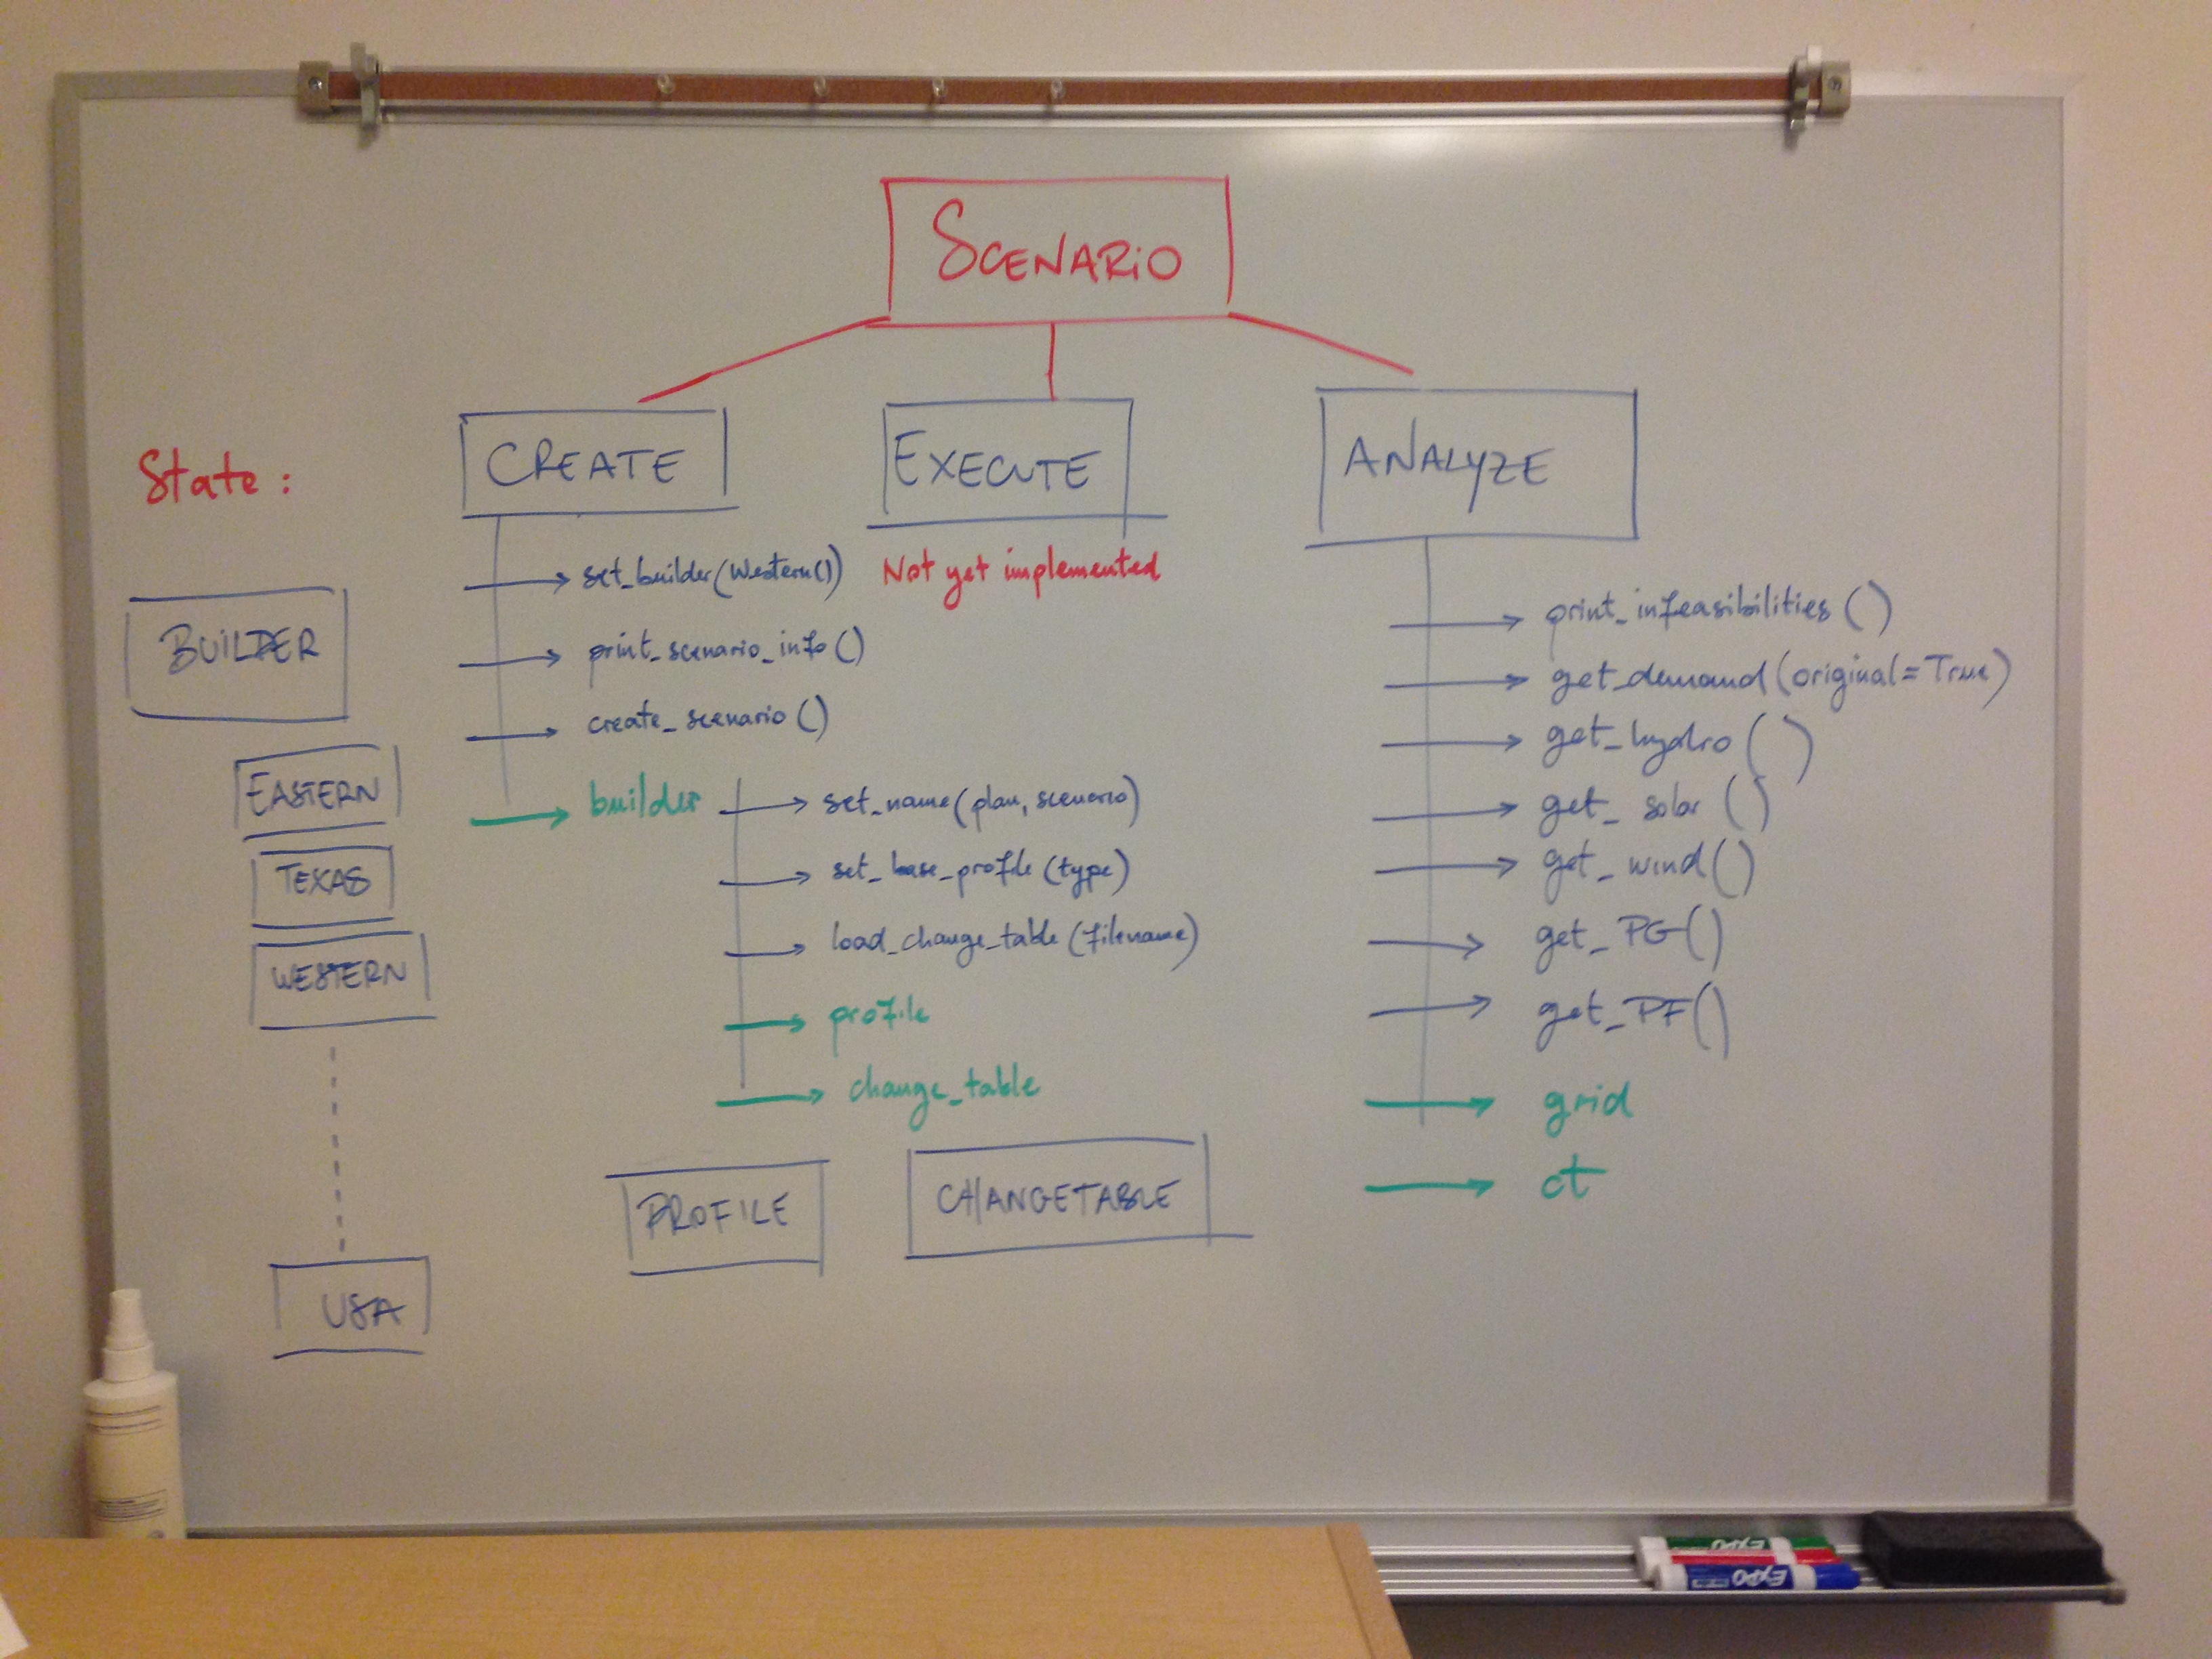 SCENARIO
State :
CREATE
EXECUTE
ANALYZE
Not yet implemented
BUILDER
EASTERN
TEXAS
WESTERN
USA
set_builder(Western())
print_scenario_info()
create_scenario()
builder
set_name(plan, scenario)
set_base_profile(type)
load_change_table(filename)
profile
change_table
PROFILE
CHANGETABLE
print_infeasibilities()
get_demand(original=True)
get_hydro()
get_solar()
get_wind()
get_PG()
get_PF()
grid
ct
EXPO
EXPO